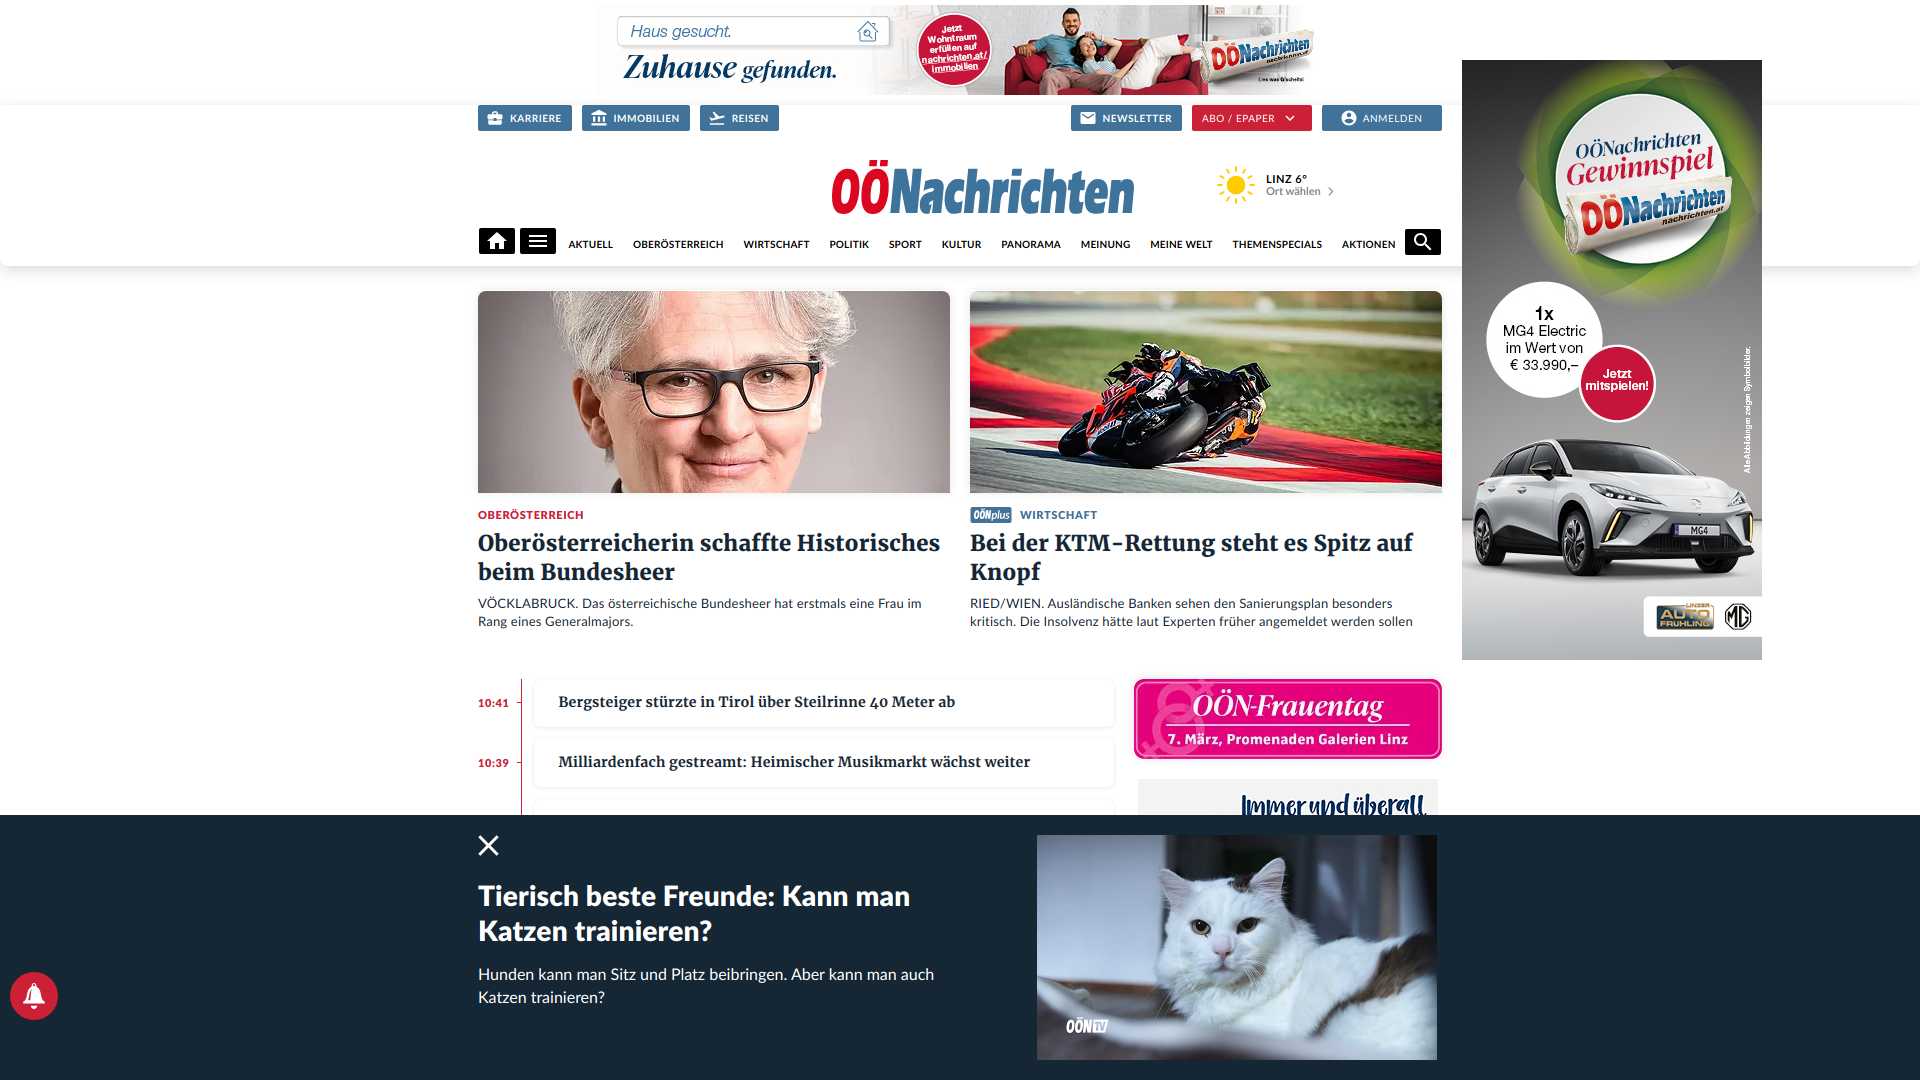 Haus gesucht.
Zuhause gefunden.
Jetzt
Wohntraum
erfüllen auf
nachrichten.at/
immobilien
OÖNachrichten
nachrichten.at
Lies was G'scheits!
KARRIERE
IMMOBILIEN
REISEN
NEWSLETTER
ABO / EPAPER
ANMELDEN
OÖNachrichten
LINZ 6°
Ort wählen
AKTUELL
OBERÖSTERREICH
WIRTSCHAFT
POLITIK
SPORT
KULTUR
PANORAMA
MEINUNG
MEINE WELT
THEMENSPECIALS
AKTIONEN
OÖNachrichten
Gewinnspiel
OÖNachrichten
nachrichten.at
1x
MG4 Electric
im Wert von
€ 33.990,–
Jetzt
mitspielen!
Alle Abbildungen zeigen Symbolbilder.
MG4
LINZER
AUTO
FRÜHLING
MG
OBERÖSTERREICH
Oberösterreicherin schaffte Historisches
beim Bundesheer
VÖCKLABRUCK. Das österreichische Bundesheer hat erstmals eine Frau im
Rang eines Generalmajors.
OÖNplus WIRTSCHAFT
Bei der KTM-Rettung steht es Spitz auf
Knopf
RIED/WIEN. Ausländische Banken sehen den Sanierungsplan besonders
kritisch. Die Insolvenz hätte laut Experten früher angemeldet werden sollen
10:41 Bergsteiger stürzte in Tirol über Steilrinne 40 Meter ab
10:39 Milliardenfach gestreamt: Heimischer Musikmarkt wächst weiter
OÖN-Frauentag
7. März, Promenaden Galerien Linz
Immer und überall
Tierisch beste Freunde: Kann man
Katzen trainieren?
Hunden kann man Sitz und Platz beibringen. Aber kann man auch
Katzen trainieren?
OÖNTV